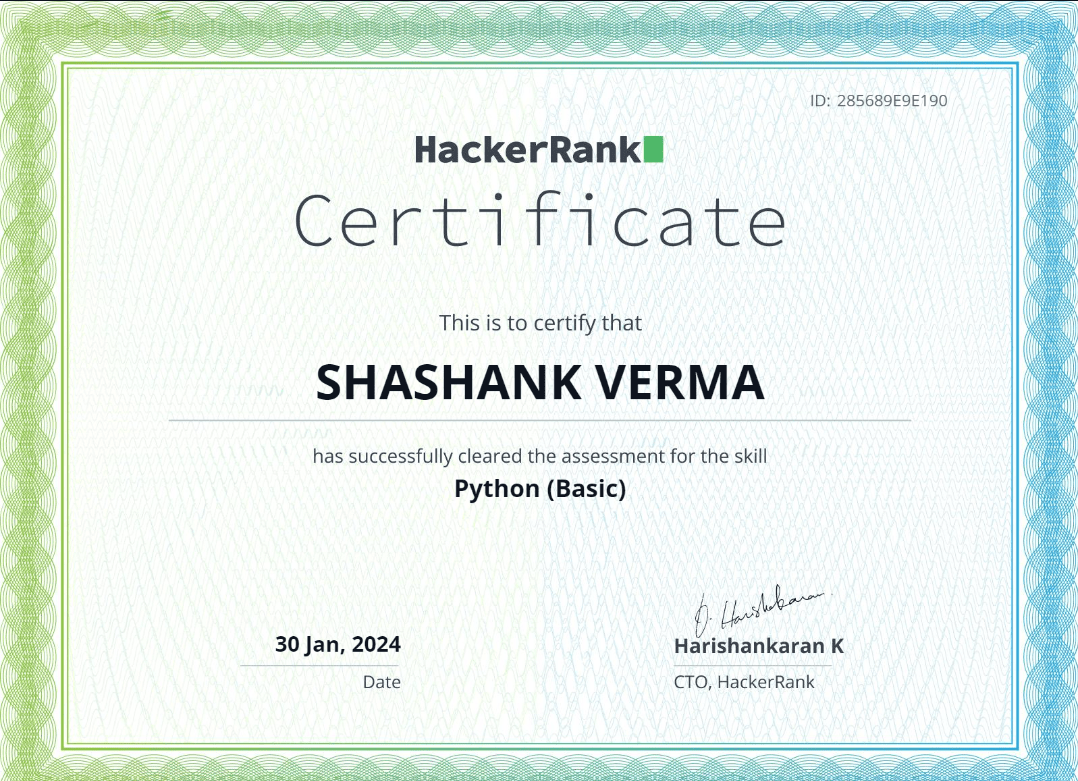 ID: 285689E9E190
HackerRank
Certificate
This is to certify that
SHASHANK VERMA
has successfully cleared the assessment for the skill
Python (Basic)
30 Jan, 2024
Date
Harishankaran K
CTO, HackerRank